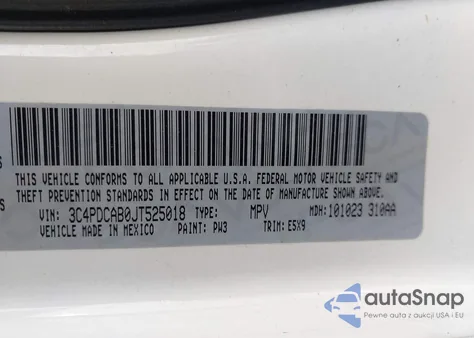 THIS VEHICLE CONFORMS TO ALL APPLICABLE U.S.A. FEDERAL MOTOR VEHICLE SAFETY AND
THEFT PREVENTION STANDARDS IN EFFECT ON THE DATE OF MANUFACTURE SHOWN ABOVE.
VIN: 3C4PDCAB0JT525018 TYPE: MPV MDH: 101023 310AA
VEHICLE MADE IN MEXICO PAINT: PW3 TRIM: E5X9
autoSnap
Pewne auta z aukcji USA i EU